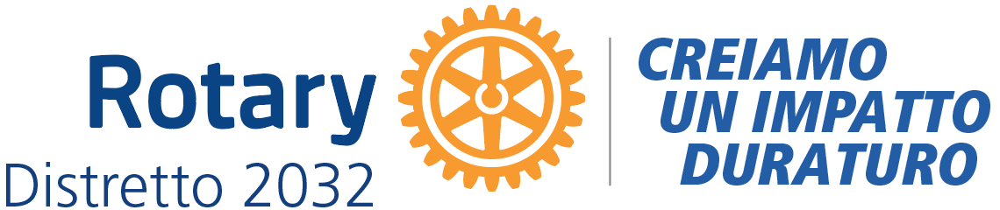 Rotary
Distretto 2032
CREIAMO
UN IMPATTO
DURATURO